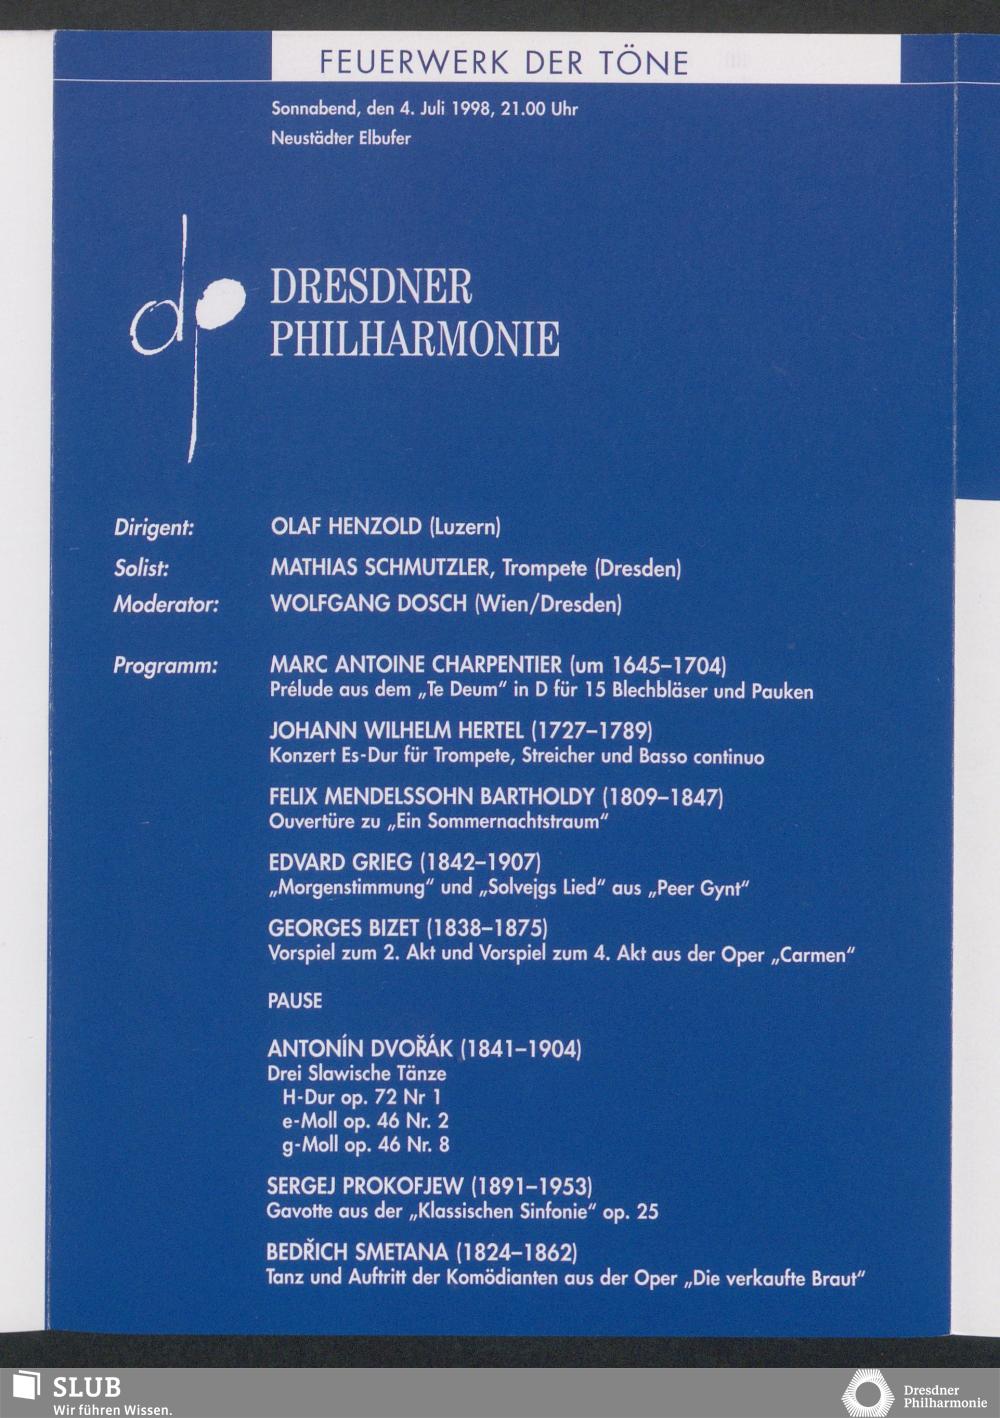 FEUERWERK DER TÖNE
Sonnabend, den 4. Juli 1998, 21.00 Uhr
Neustädter Elbufer
dp
DRESDNER
PHILHARMONIE
Dirigent: OLAF HENZOLD (Luzern)
Solist: MATHIAS SCHMUTZLER, Trompete (Dresden)
Moderator: WOLFGANG DOSCH (Wien/Dresden)
Programm: MARC ANTOINE CHARPENTIER (um 1645–1704)
Prélude aus dem „Te Deum“ in D für 15 Blechbläser und Pauken
JOHANN WILHELM HERTEL (1727–1789)
Konzert Es-Dur für Trompete, Streicher und Basso continuo
FELIX MENDELSSOHN BARTHOLDY (1809–1847)
Ouvertüre zu „Ein Sommernachtstraum“
EDVARD GRIEG (1842–1907)
„Morgenstimmung“ und „Solvejgs Lied“ aus „Peer Gynt“
GEORGES BIZET (1838–1875)
Vorspiel zum 2. Akt und Vorspiel zum 4. Akt aus der Oper „Carmen“
PAUSE
ANTONÍN DVOŘÁK (1841–1904)
Drei Slawische Tänze
H-Dur op. 72 Nr 1
e-Moll op. 46 Nr. 2
g-Moll op. 46 Nr. 8
SERGEJ PROKOFJEW (1891–1953)
Gavotte aus der „Klassischen Sinfonie“ op. 25
BEDŘICH SMETANA (1824–1862)
Tanz und Auftritt der Komödianten aus der Oper „Die verkaufte Braut“
SLUB
Wir führen Wissen.
Dresdner
Philharmonie